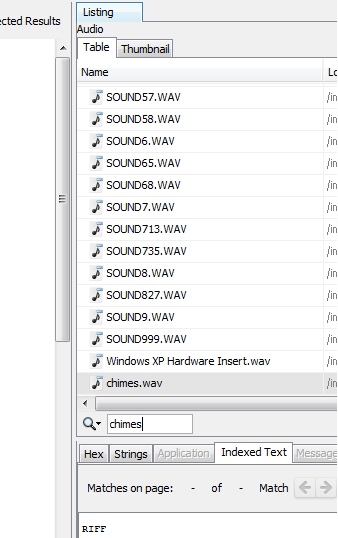 ected Results
Listing
Audio
Table Thumbnail
Name Lo
SOUND57.WAV /in
SOUND58.WAV /in
SOUND6.WAV /in
SOUND65.WAV /in
SOUND68.WAV /in
SOUND7.WAV /in
SOUND713.WAV /in
SOUND735.WAV /in
SOUND8.WAV /in
SOUND827.WAV /in
SOUND9.WAV /in
SOUND999.WAV /in
Windows XP Hardware Insert.wav /in
chimes.wav /in
chimes
Hex Strings Application Indexed Text Message
Matches on page: - of - Match
RIFF